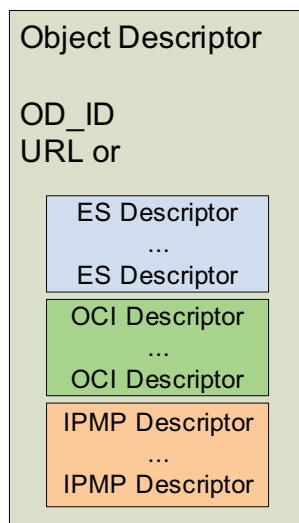 Object Descriptor
OD_ID
URL or
ES Descriptor
...
ES Descriptor
OCI Descriptor
...
OCI Descriptor
IPMP Descriptor
...
IPMP Descriptor